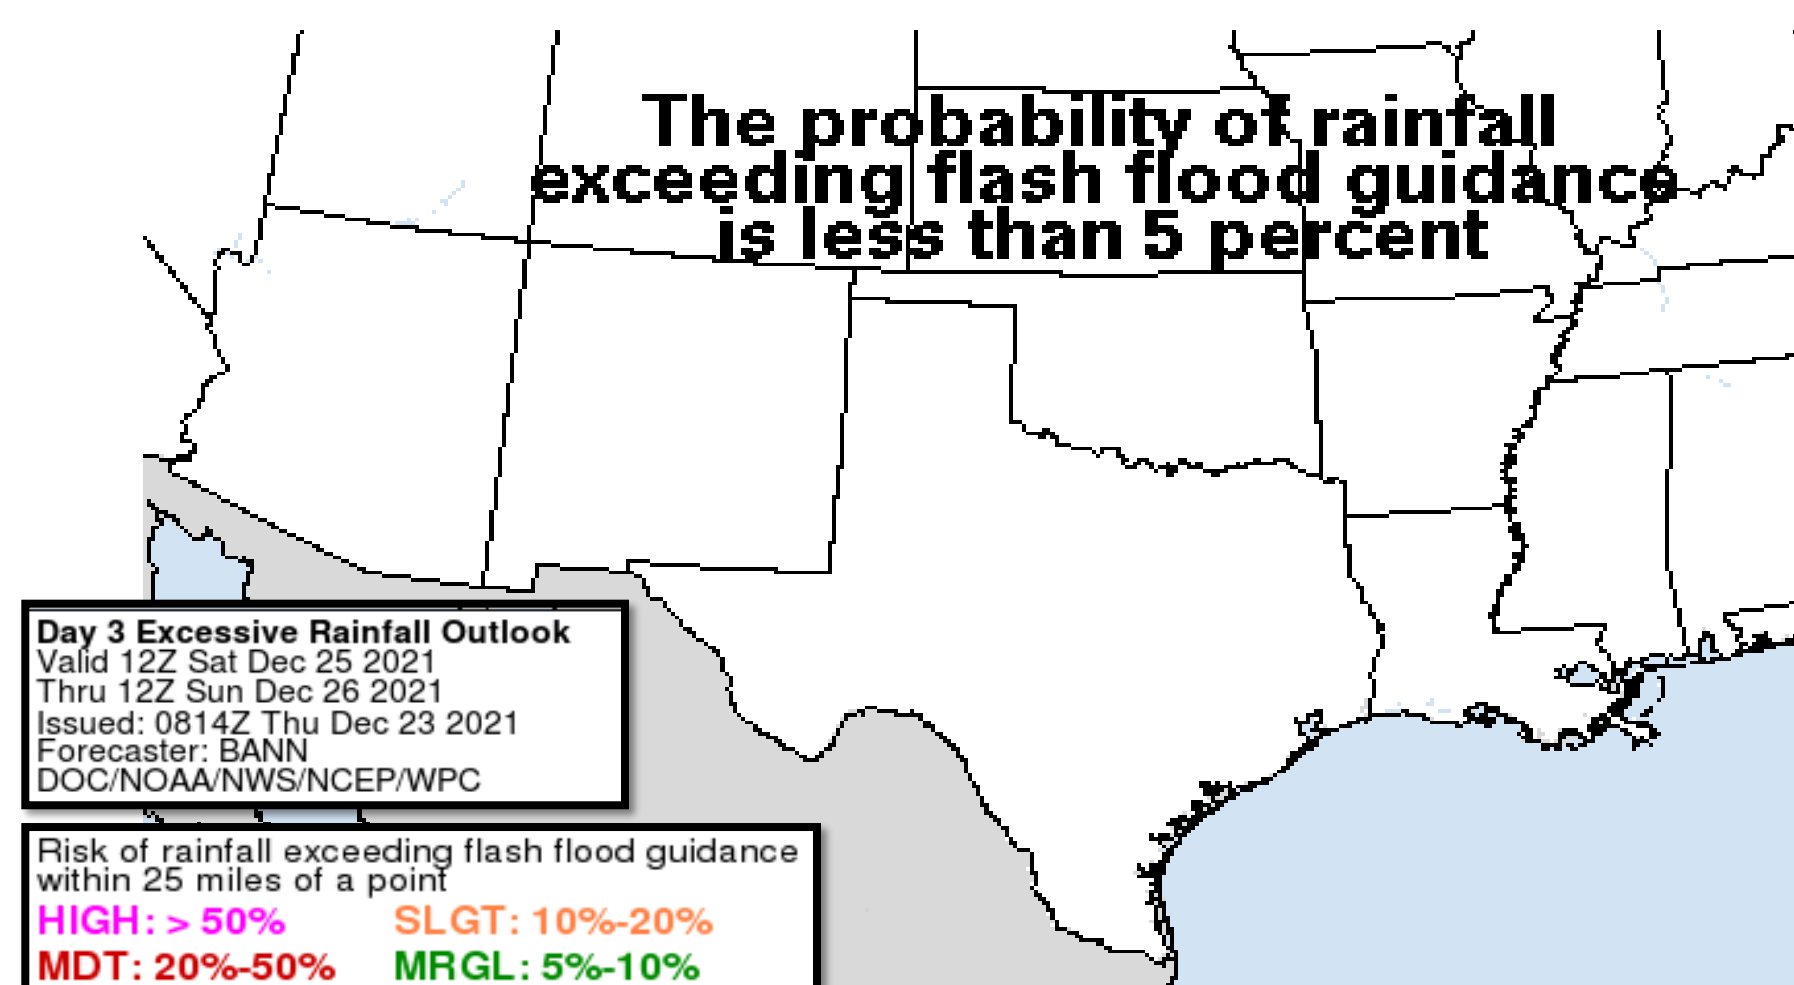 The probability of rainfall
exceeding flash flood guidance
is less than 5 percent
Day 3 Excessive Rainfall Outlook
Valid 12Z Sat Dec 25 2021
Thru 12Z Sun Dec 26 2021
Issued: 0814Z Thu Dec 23 2021
Forecaster: BANN
DOC/NOAA/NWS/NCEP/WPC
Risk of rainfall exceeding flash flood guidance
within 25 miles of a point
HIGH: > 50% SLGT: 10%-20%
MDT: 20%-50% MRGL: 5%-10%